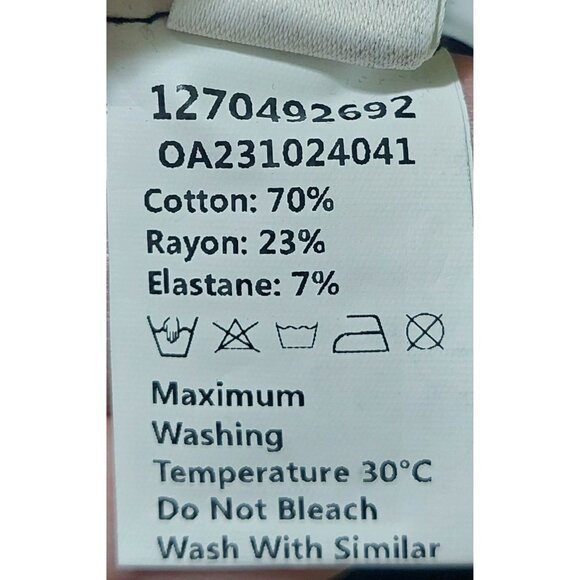 1270492692
OA231024041
Cotton: 70%
Rayon: 23%
Elastane: 7%
Maximum
Washing
Temperature 30°C
Do Not Bleach
Wash With Similar